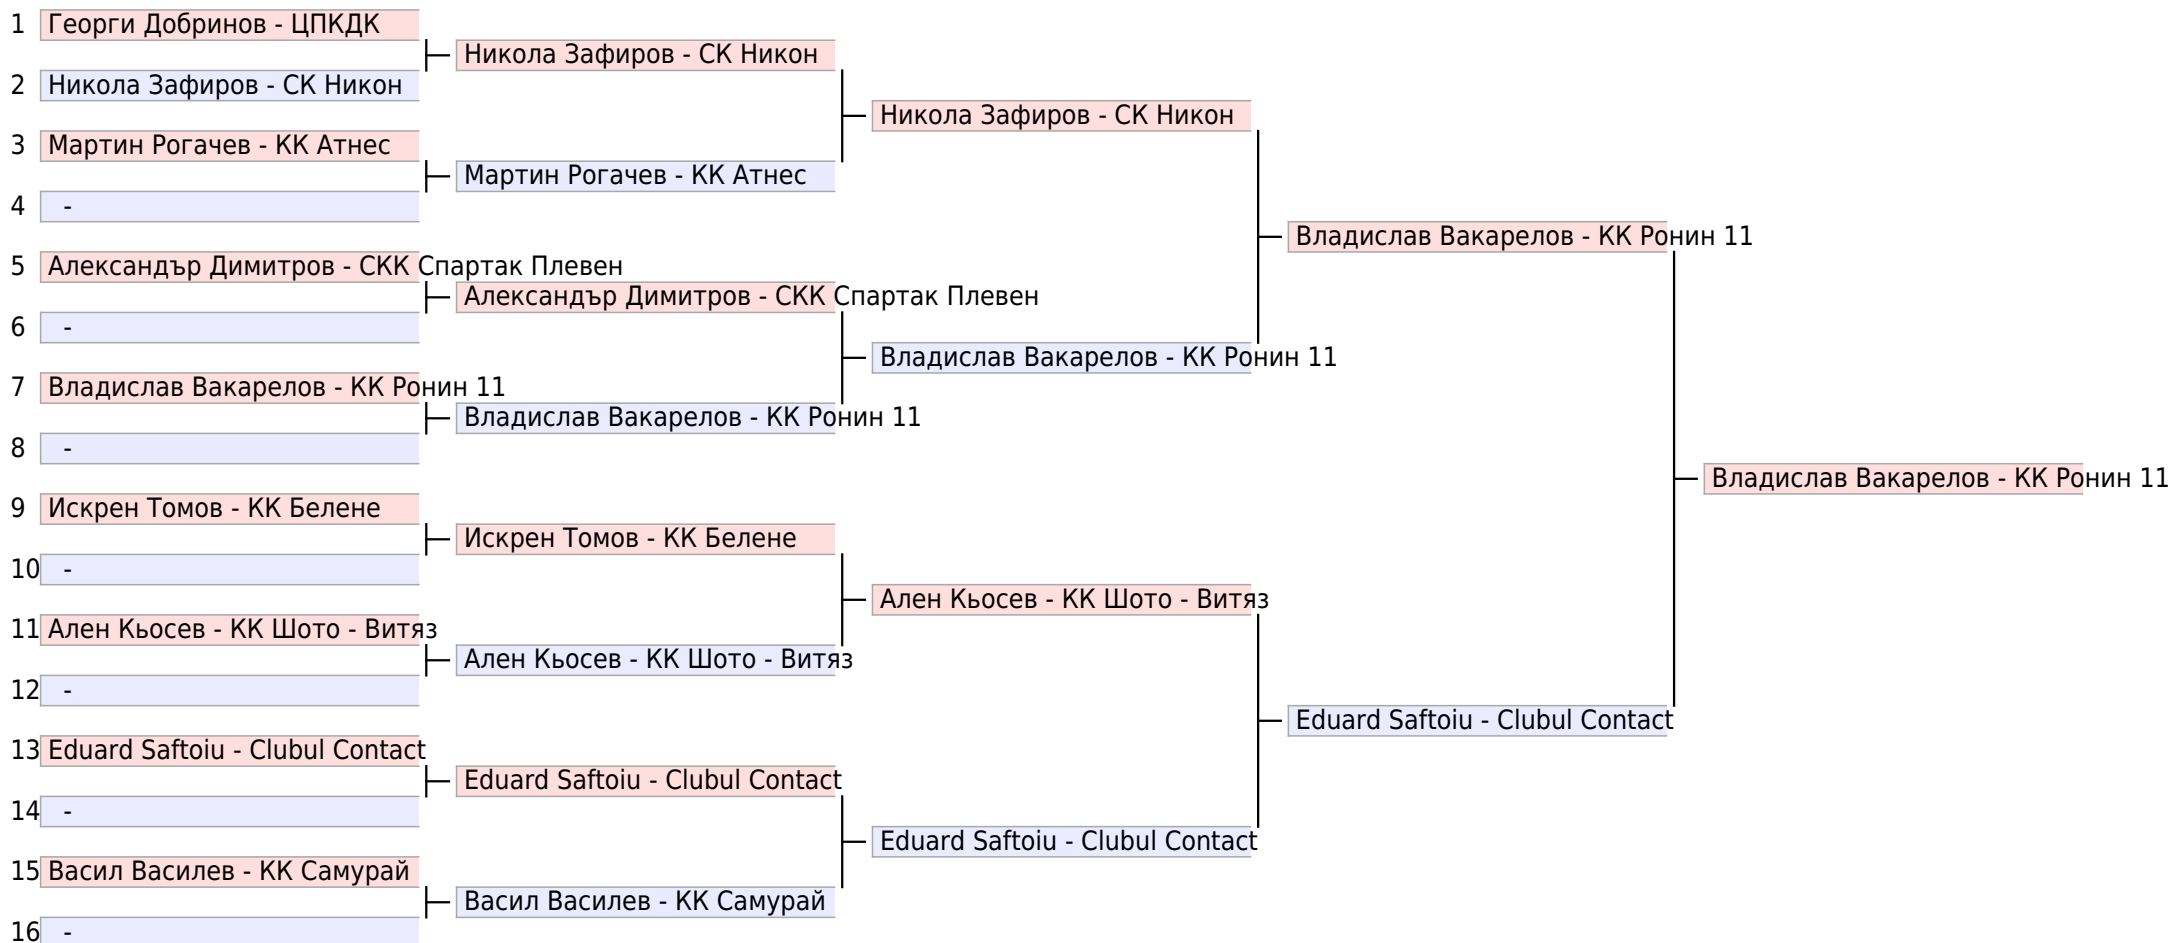 1 Георги Добринов - ЦПКДК
Никола Зафиров - СК Никон
2 Никола Зафиров - СК Никон
Никола Зафиров - СК Никон
3 Мартин Рогачев - КК Атнес
Мартин Рогачев - КК Атнес
4 -
Владислав Вакарелов - КК Ронин 11
5 Александър Димитров - СКК Спартак Плевен
Александър Димитров - СКК Спартак Плевен
6 -
Владислав Вакарелов - КК Ронин 11
7 Владислав Вакарелов - КК Ронин 11
Владислав Вакарелов - КК Ронин 11
8 -
Владислав Вакарелов - КК Ронин 11
9 Искрен Томов - КК Белене
Искрен Томов - КК Белене
10 -
Ален Кьосев - КК Шото - Витяз
11 Ален Кьосев - КК Шото - Витяз
Ален Кьосев - КК Шото - Витяз
12 -
Eduard Saftoiu - Clubul Contact
13 Eduard Saftoiu - Clubul Contact
Eduard Saftoiu - Clubul Contact
14 -
Eduard Saftoiu - Clubul Contact
15 Васил Василев - КК Самурай
Васил Василев - КК Самурай
16 -